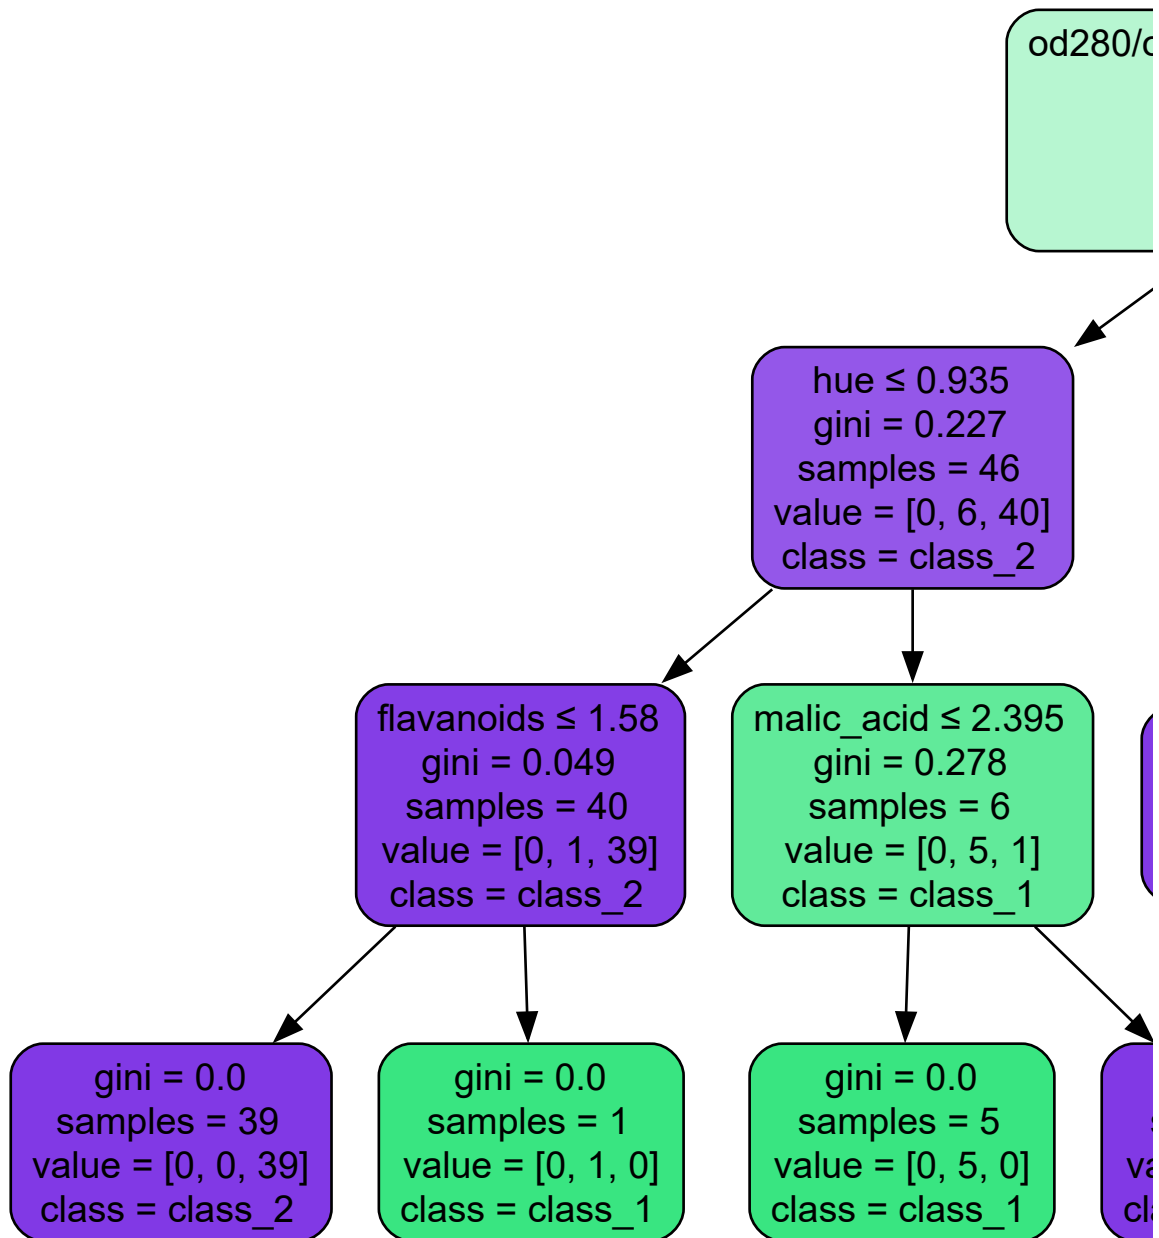 od280/o
hue ≤ 0.935
gini = 0.227
samples = 46
value = [0, 6, 40]
class = class_2
flavanoids ≤ 1.58
gini = 0.049
samples = 40
value = [0, 1, 39]
class = class_2
malic_acid ≤ 2.395
gini = 0.278
samples = 6
value = [0, 5, 1]
class = class_1
gini = 0.0
samples = 39
value = [0, 0, 39]
class = class_2
gini = 0.0
samples = 1
value = [0, 1, 0]
class = class_1
gini = 0.0
samples = 5
value = [0, 5, 0]
class = class_1